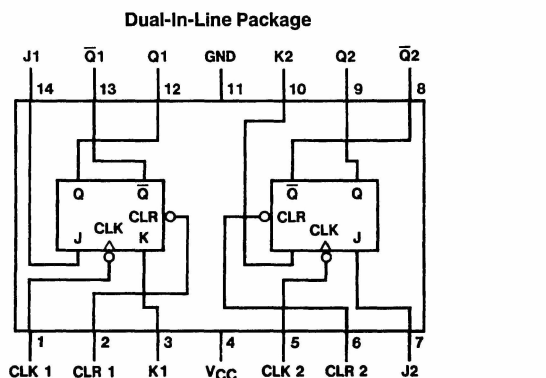 Dual-In-Line Package
J1 Q̅1 Q1 GND K2 Q2 Q̅2
14 13 12 11 10 9 8
Q Q̅ Q̅ Q
CLR CLR
CLK CLK
J K J
1 2 3 4 5 6 7
CLK 1 CLR 1 K1 VCC CLK 2 CLR 2 J2